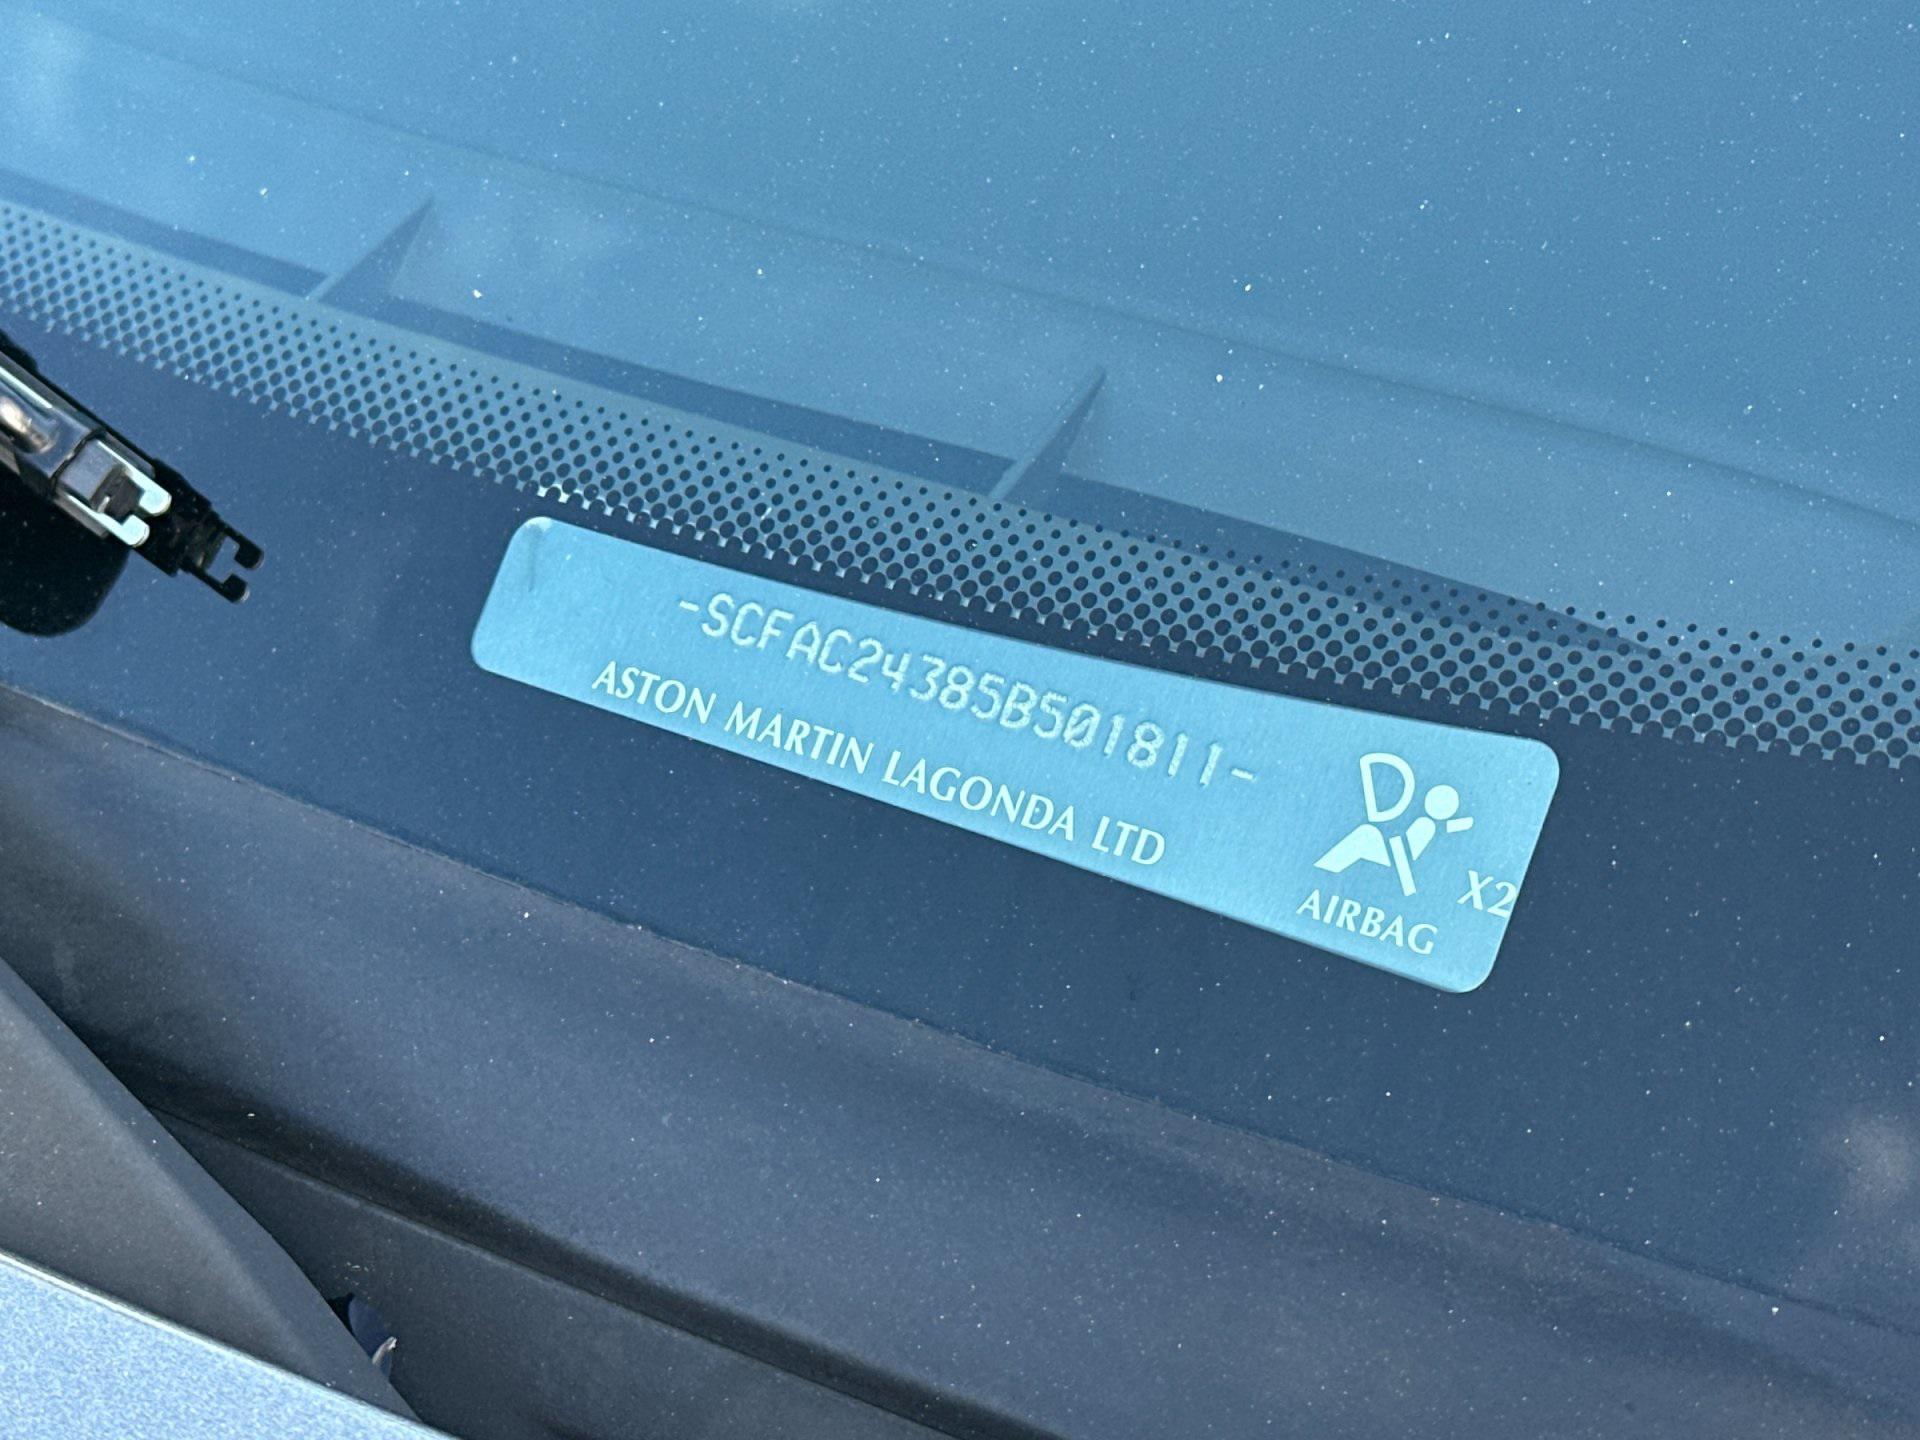 -SCFAC24385B501811-
ASTON MARTIN LAGONDA LTD
X2
AIRBAG